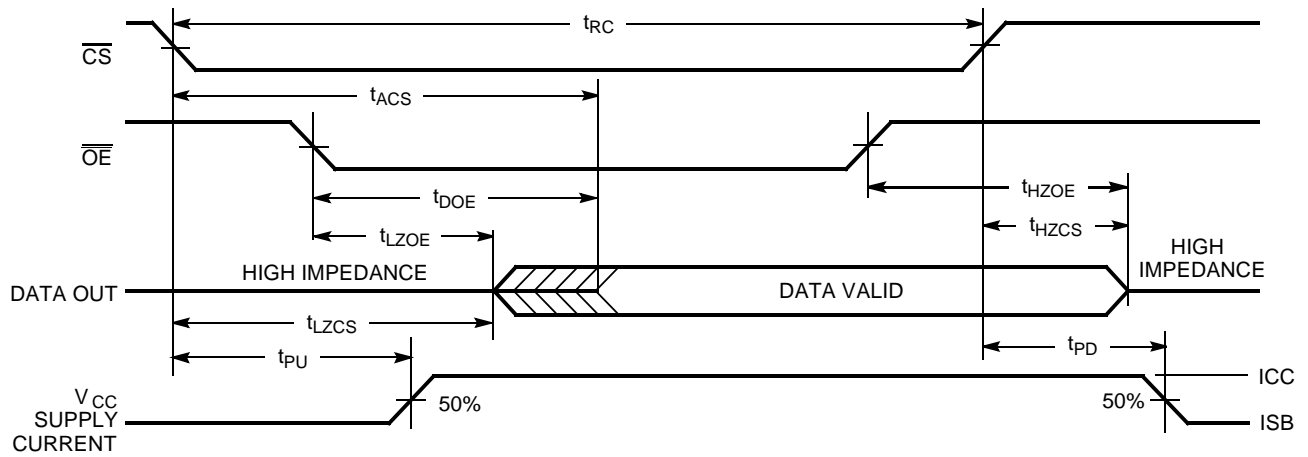 tRC
CS
tACS
OE
tHZOE
tDOE
tHZCS
tLZOE
HIGH IMPEDANCE
HIGH
IMPEDANCE
DATA OUT
DATA VALID
tLZCS
tPU
tPD
ICC
VCC
SUPPLY
CURRENT
50%
50%
ISB